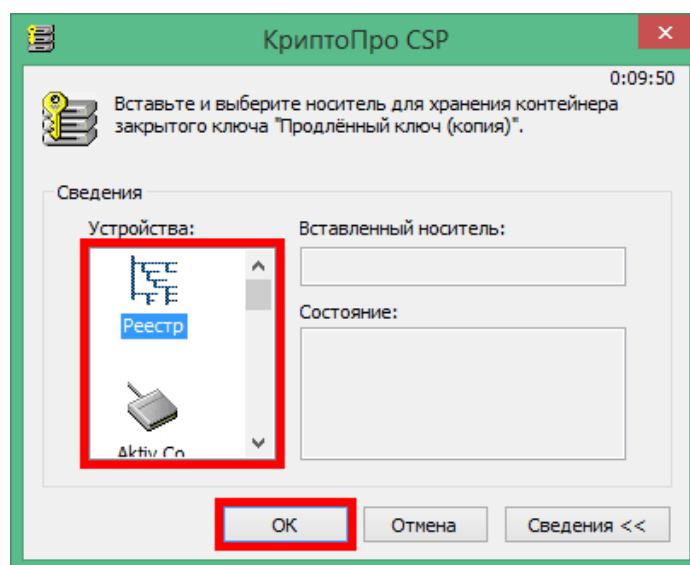 КриптоПро CSP
0:09:50
Вставьте и выберите носитель для хранения контейнера
закрытого ключа "Продлённый ключ (копия)".
Сведения
Устройства:
Вставленный носитель:
Реестр
Состояние:
Aktiv Co
ОК
Отмена
Сведения <<